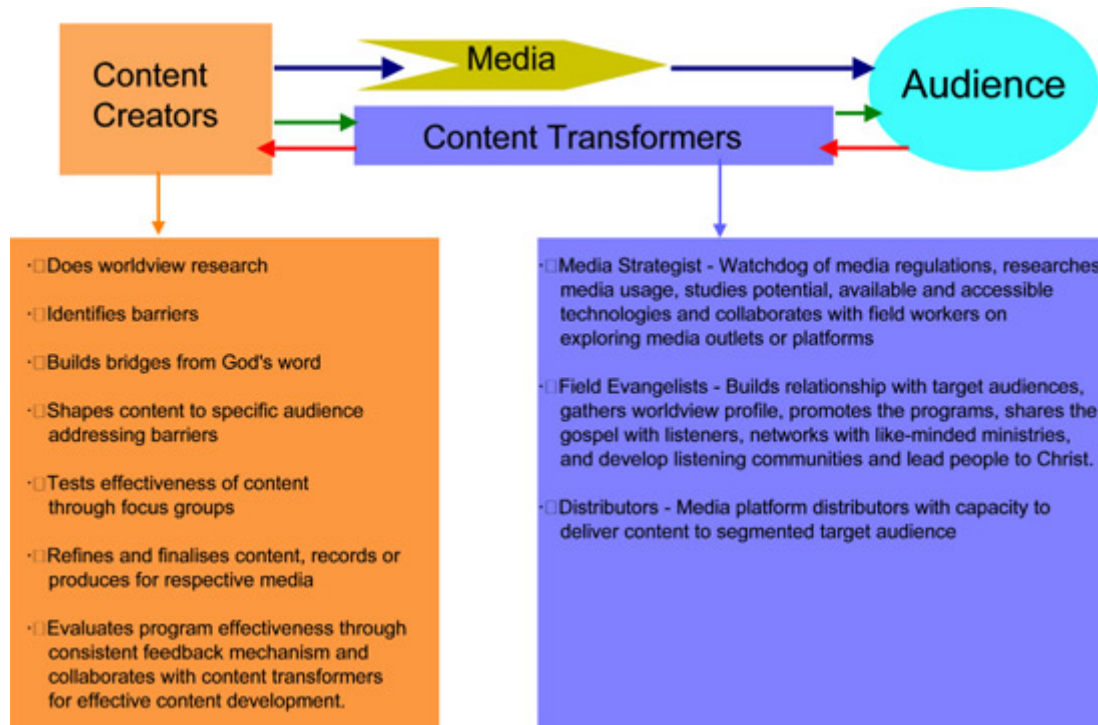 Content
Creators
Media
Audience
Content Transformers
·□Does worldview research
·□Identifies barriers
·□Builds bridges from God's word
·□Shapes content to specific audience
addressing barriers
·□Tests effectiveness of content
through focus groups
·□Refines and finalises content, records or
produces for respective media
·□Evaluates program effectiveness through
consistent feedback mechanism and
collaborates with content transformers
for effective content development.
·□Media Strategist - Watchdog of media regulations, researches
media usage, studies potential, available and accessible
technologies and collaborates with field workers on
exploring media outlets or platforms
·□Field Evangelists - Builds relationship with target audiences,
gathers worldview profile, promotes the programs, shares the
gospel with listeners, networks with like-minded ministries,
and develop listening communities and lead people to Christ.
·□Distributors - Media platform distributors with capacity to
deliver content to segmented target audience